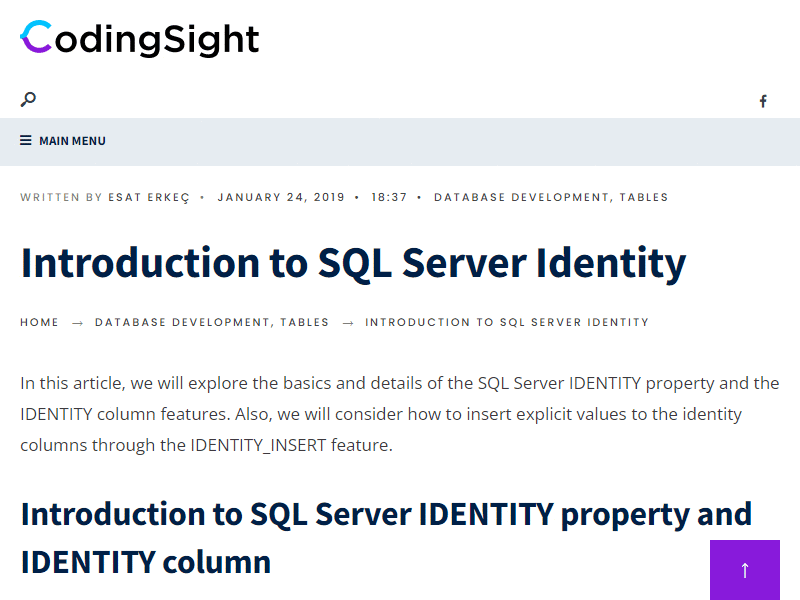 CodingSight
MAIN MENU
WRITTEN BY ESAT ERKEÇ • JANUARY 24, 2019 • 18:37 • DATABASE DEVELOPMENT, TABLES
Introduction to SQL Server Identity
HOME → DATABASE DEVELOPMENT, TABLES → INTRODUCTION TO SQL SERVER IDENTITY
In this article, we will explore the basics and details of the SQL Server IDENTITY property and the
IDENTITY column features. Also, we will consider how to insert explicit values to the identity
columns through the IDENTITY_INSERT feature.
Introduction to SQL Server IDENTITY property and
IDENTITY column